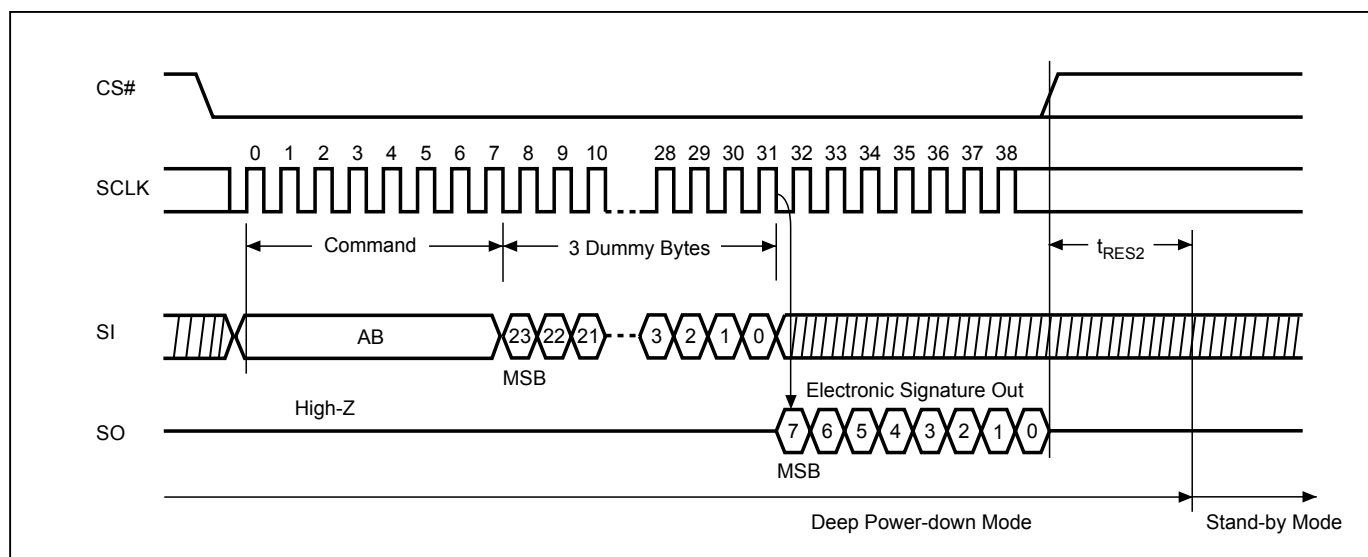 CS#
0 1 2 3 4 5 6 7 8 9 10 28 29 30 31 32 33 34 35 36 37 38
SCLK
Command 3 Dummy Bytes tRES2
SI AB 23 22 21 3 2 1 0
MSB
High-Z Electronic Signature Out
SO 7 6 5 4 3 2 1 0
MSB
Deep Power-down Mode Stand-by Mode